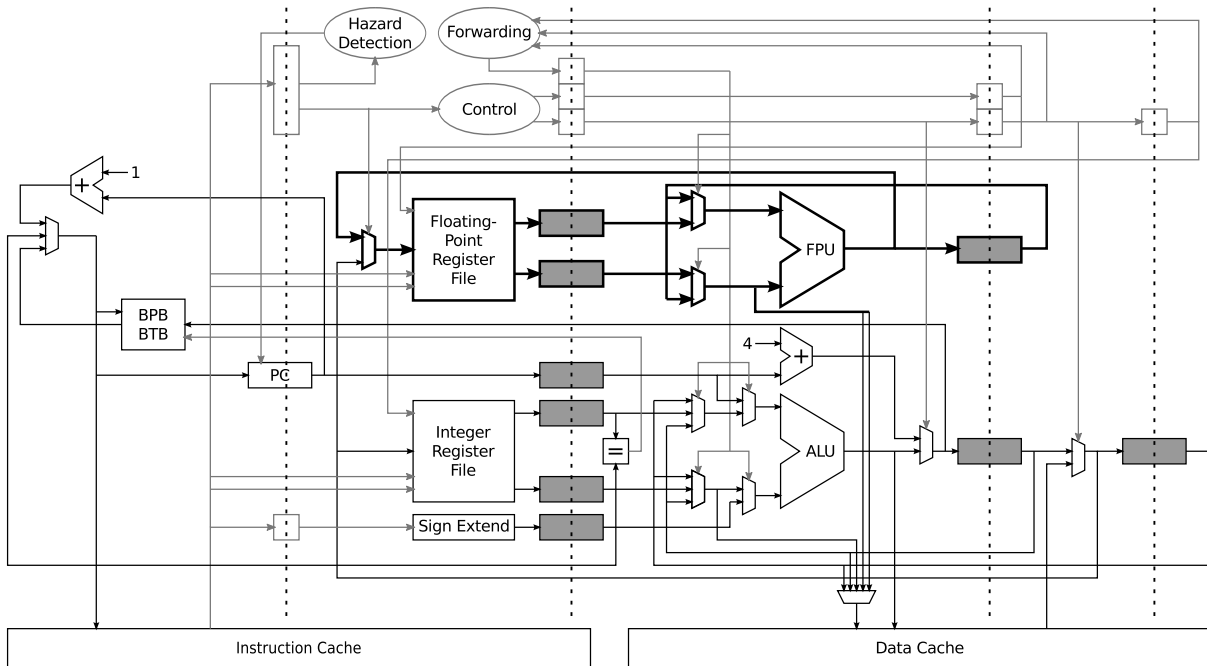 Hazard
Detection
Forwarding
Control
1
+
Floating-
Point
Register
File
FPU
BPB
BTB
4
+
PC
Integer
Register
File
=
ALU
Sign Extend
Instruction Cache
Data Cache